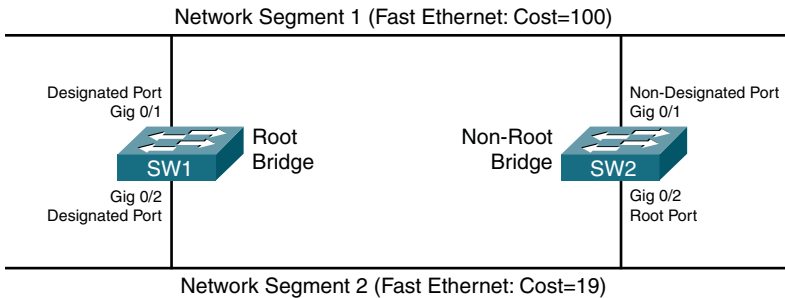 Network Segment 1 (Fast Ethernet: Cost=100)
Designated Port
Gig 0/1
Non-Designated Port
Gig 0/1
Root
Bridge
Non-Root
Bridge
SW1
SW2
Gig 0/2
Designated Port
Gig 0/2
Root Port
Network Segment 2 (Fast Ethernet: Cost=19)